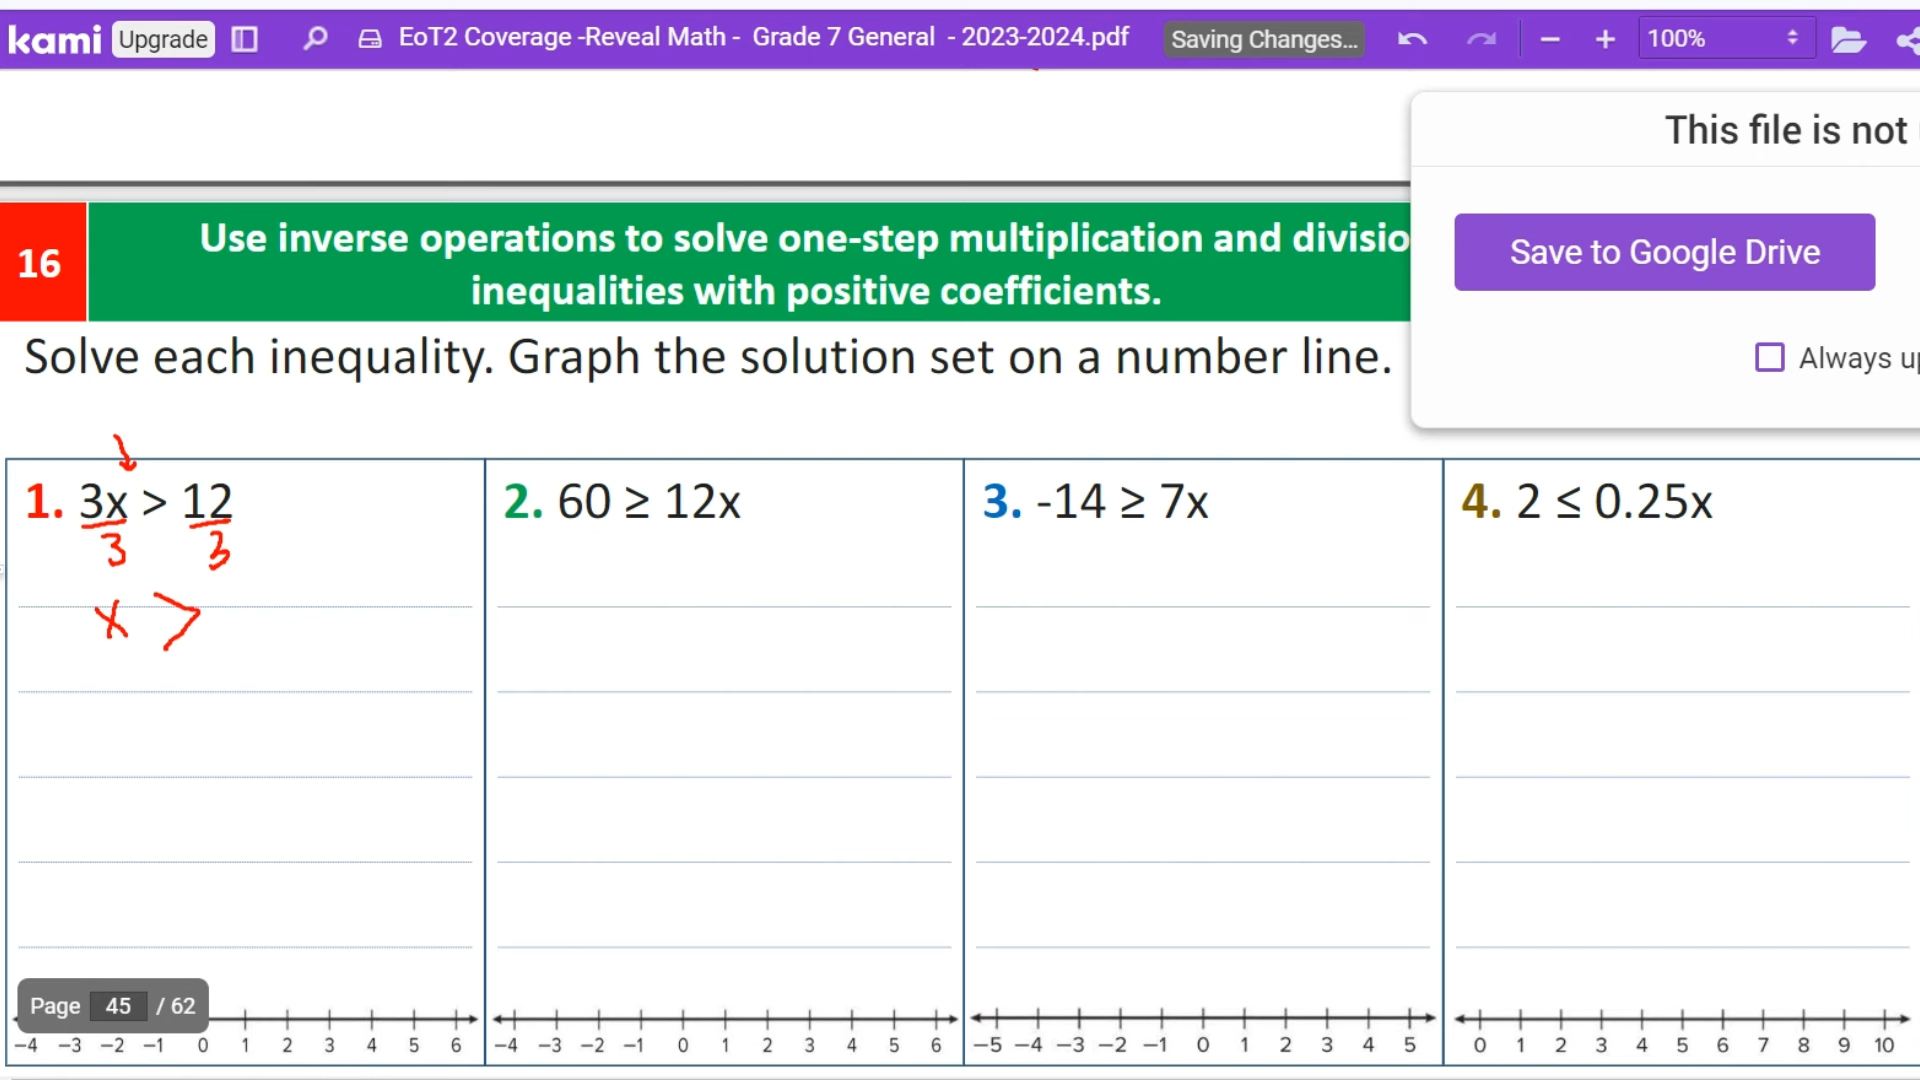 kami Upgrade EoT2 Coverage -Reveal Math - Grade 7 General - 2023-2024.pdf Saving Changes... 100%
This file is not
Save to Google Drive
Always
16
Use inverse operations to solve one-step multiplication and divisio
inequalities with positive coefficients.
Solve each inequality. Graph the solution set on a number line.
1. 3x > 12
3 3
x >
2. 60 ≥ 12x
3. -14 ≥ 7x
4. 2 ≤ 0.25x
Page 45 / 62
−4 −3 −2 −1 0 1 2 3 4 5 6
−4 −3 −2 −1 0 1 2 3 4 5 6
−5 −4 −3 −2 −1 0 1 2 3 4 5
0 1 2 3 4 5 6 7 8 9 10